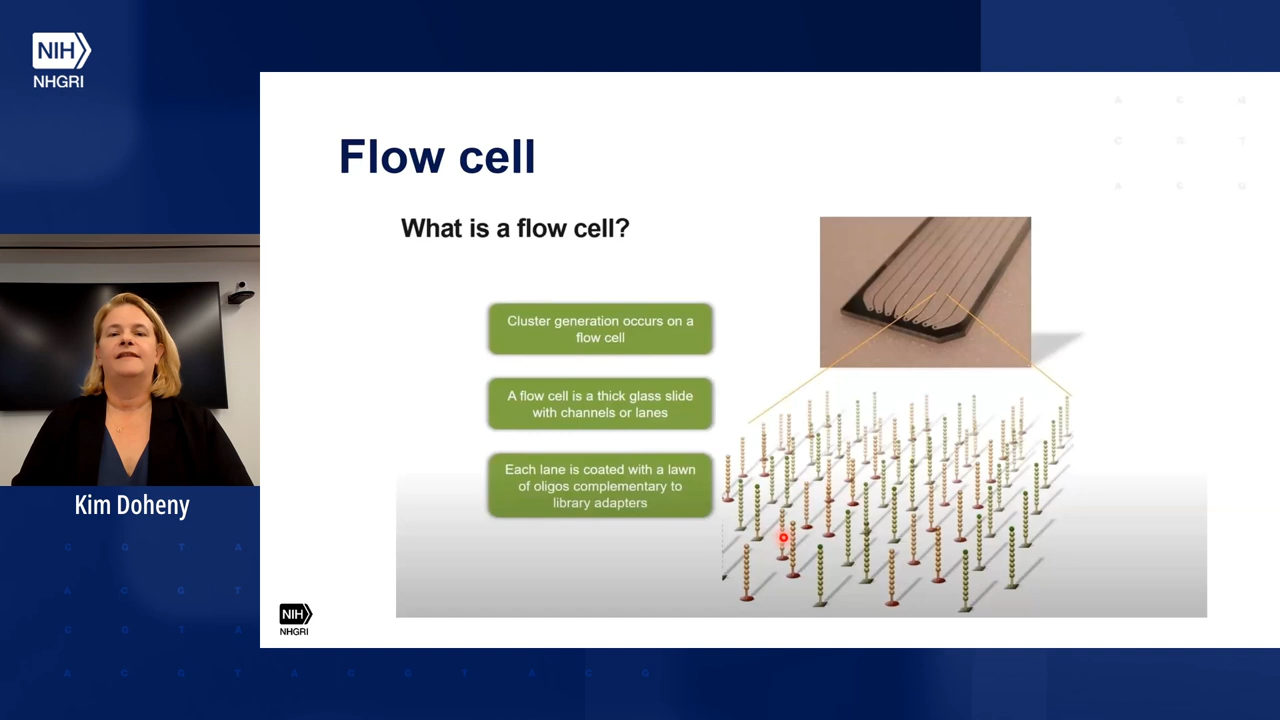 NIH
NHGRI
Flow cell
What is a flow cell?
Cluster generation occurs on a
flow cell
A flow cell is a thick glass slide
with channels or lanes
Each lane is coated with a lawn
of oligos complementary to
library adapters
Kim Doheny
NIH
NHGRI
C G T A
A C G T
C G T A
A C G T A C G T A C G